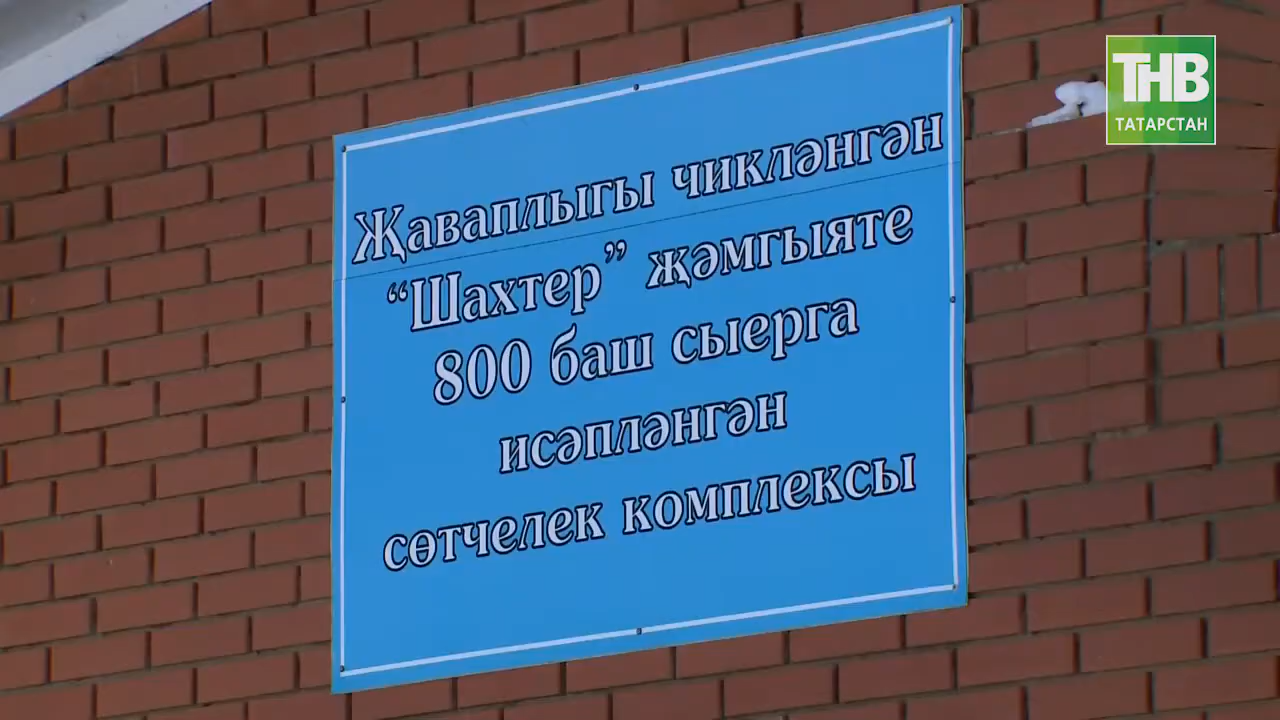 ТНВ
ТАТАРСТАН
Җаваплыгы чикләнгән
“Шахтер” җәмгыяте
800 баш сыерга
исәпләнгән
сөтчелек комплексы